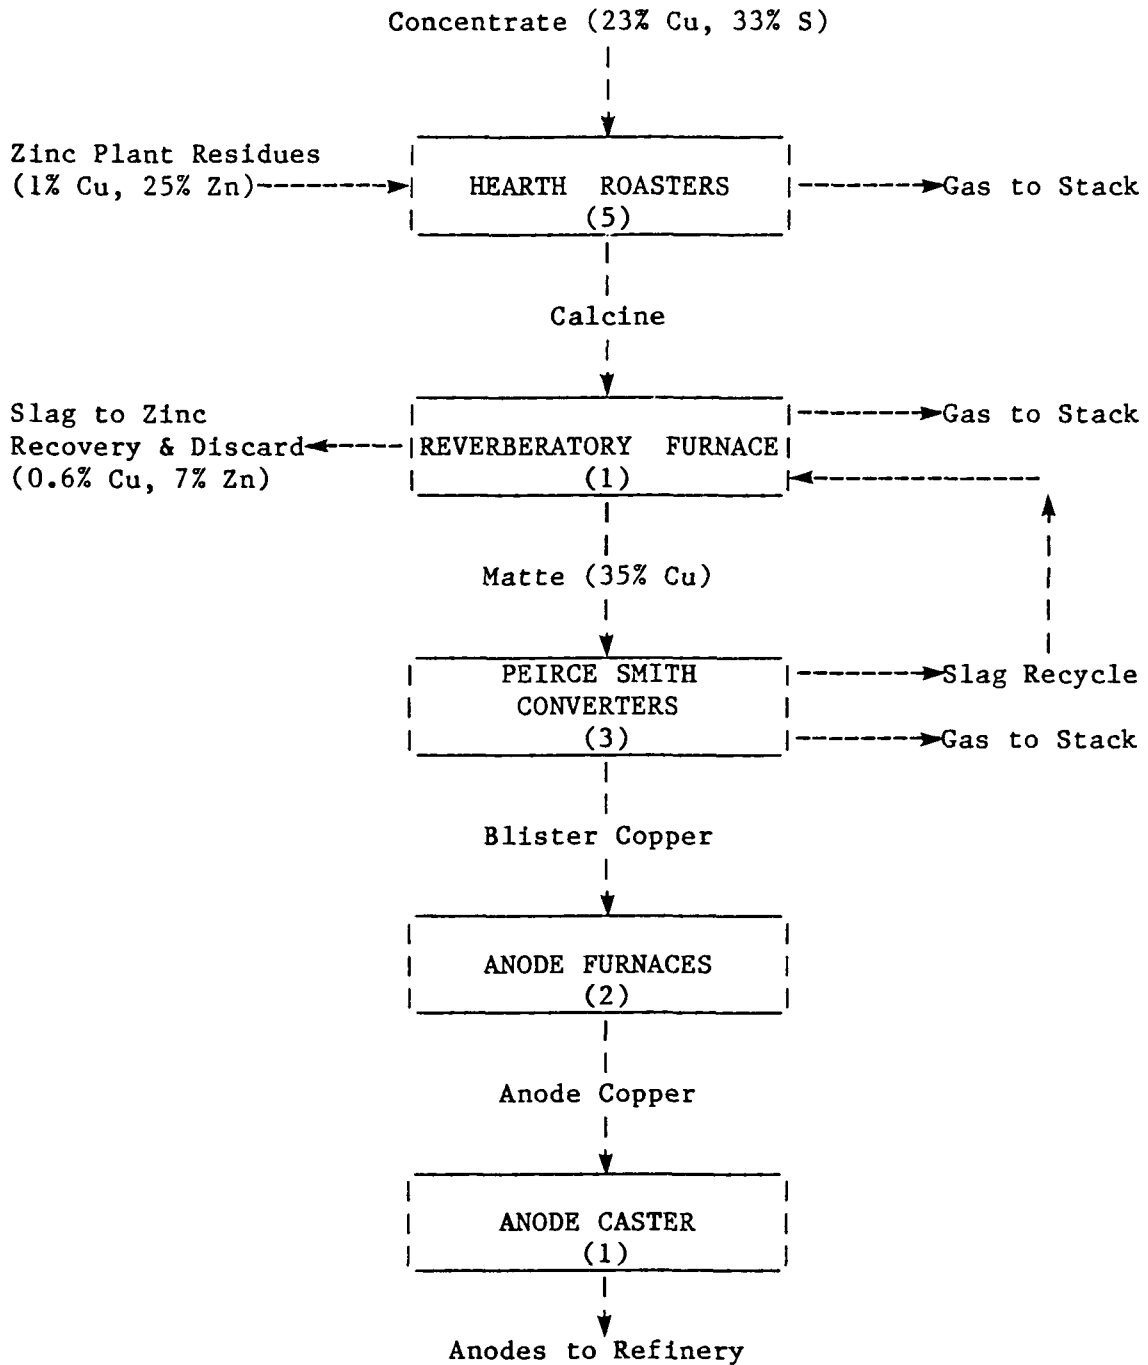 Concentrate (23% Cu, 33% S)
Zinc Plant Residues
(1% Cu, 25% Zn)
HEARTH ROASTERS
(5)
Gas to Stack
Calcine
Slag to Zinc
Recovery & Discard
(0.6% Cu, 7% Zn)
REVERBERATORY FURNACE
(1)
Gas to Stack
Matte (35% Cu)
PEIRCE SMITH
CONVERTERS
(3)
Slag Recycle
Gas to Stack
Blister Copper
ANODE FURNACES
(2)
Anode Copper
ANODE CASTER
(1)
Anodes to Refinery